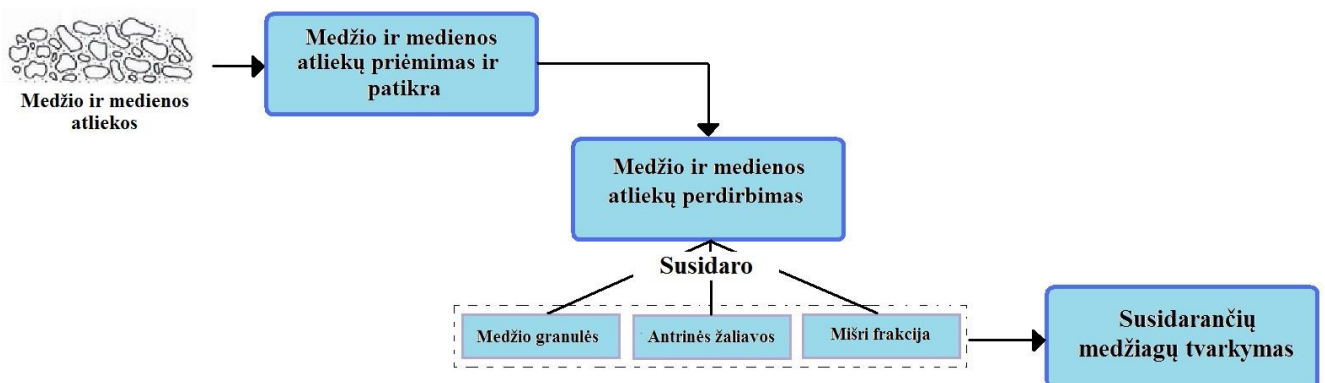 Medžio ir medienos
atliekos
Medžio ir medienos
atliekų priėmimas ir
patikra
Medžio ir medienos
atliekų perdirbimas
Susidaro
Medžio granulės
Antrinės žaliavos
Mišri frakcija
Susidarančių
medžiagų tvarkymas